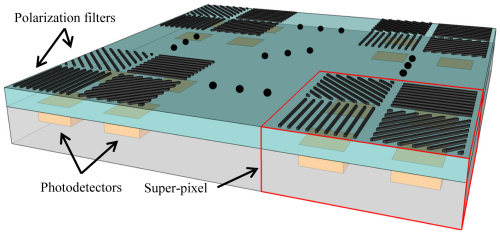 Polarization filters
Photodetectors
Super-pixel